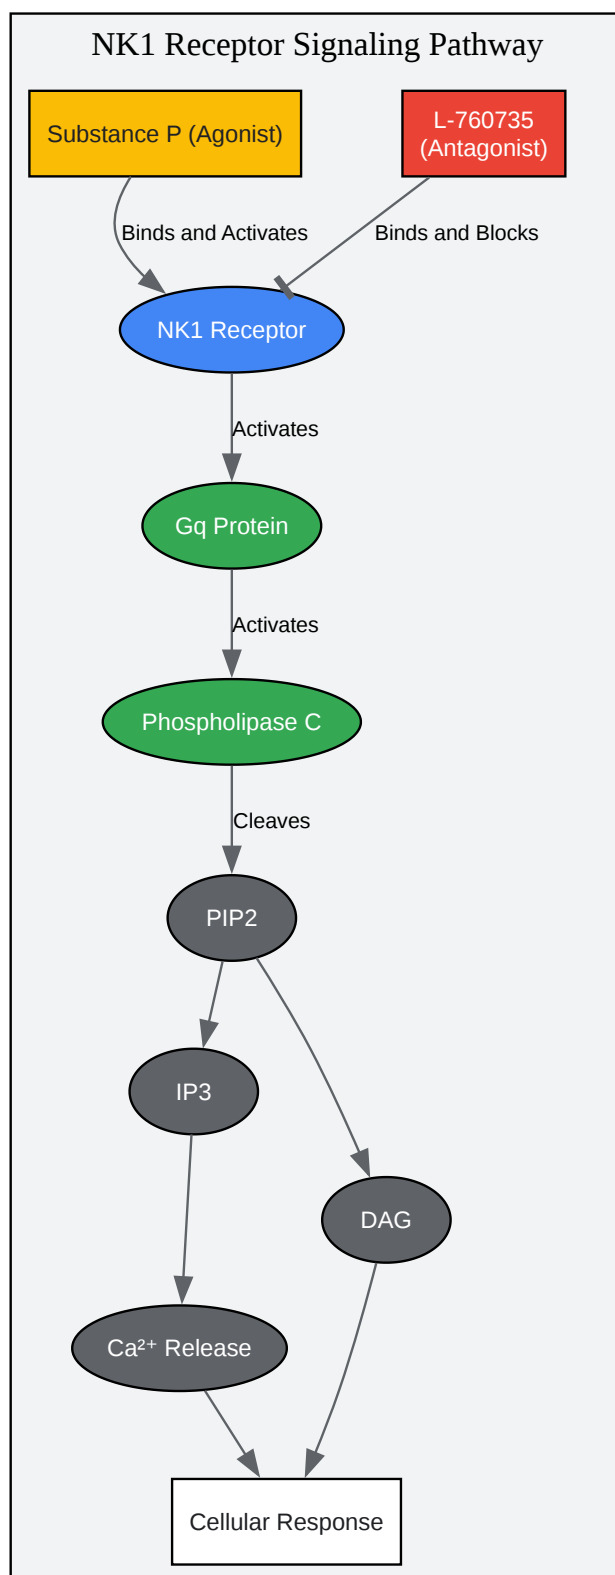 NK1 Receptor Signaling Pathway
Substance P (Agonist)
L-760735
(Antagonist)
Binds and Activates
Binds and Blocks
NK1 Receptor
Activates
Gq Protein
Activates
Phospholipase C
Cleaves
PIP2
IP3
DAG
Ca²⁺ Release
Cellular Response